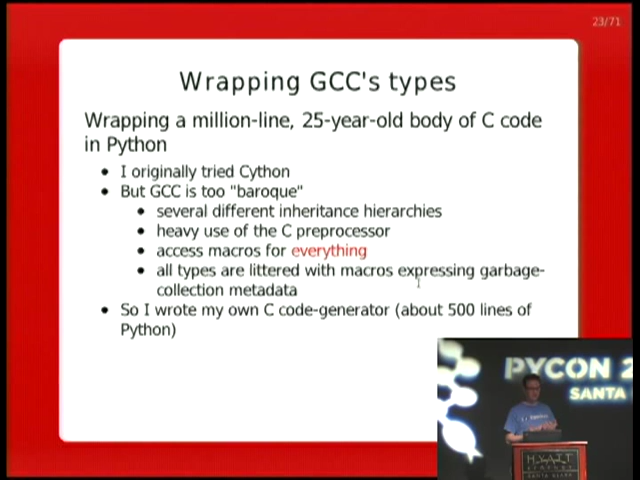 23/71
Wrapping GCC's types
Wrapping a million-line, 25-year-old body of C code
in Python
I originally tried Cython
But GCC is too "baroque"
several different inheritance hierarchies
heavy use of the C preprocessor
access macros for everything
all types are littered with macros expressing garbage-
collection metadata
So I wrote my own C code-generator (about 500 lines of
Python)
PYCON 2
SANTA
HYATT